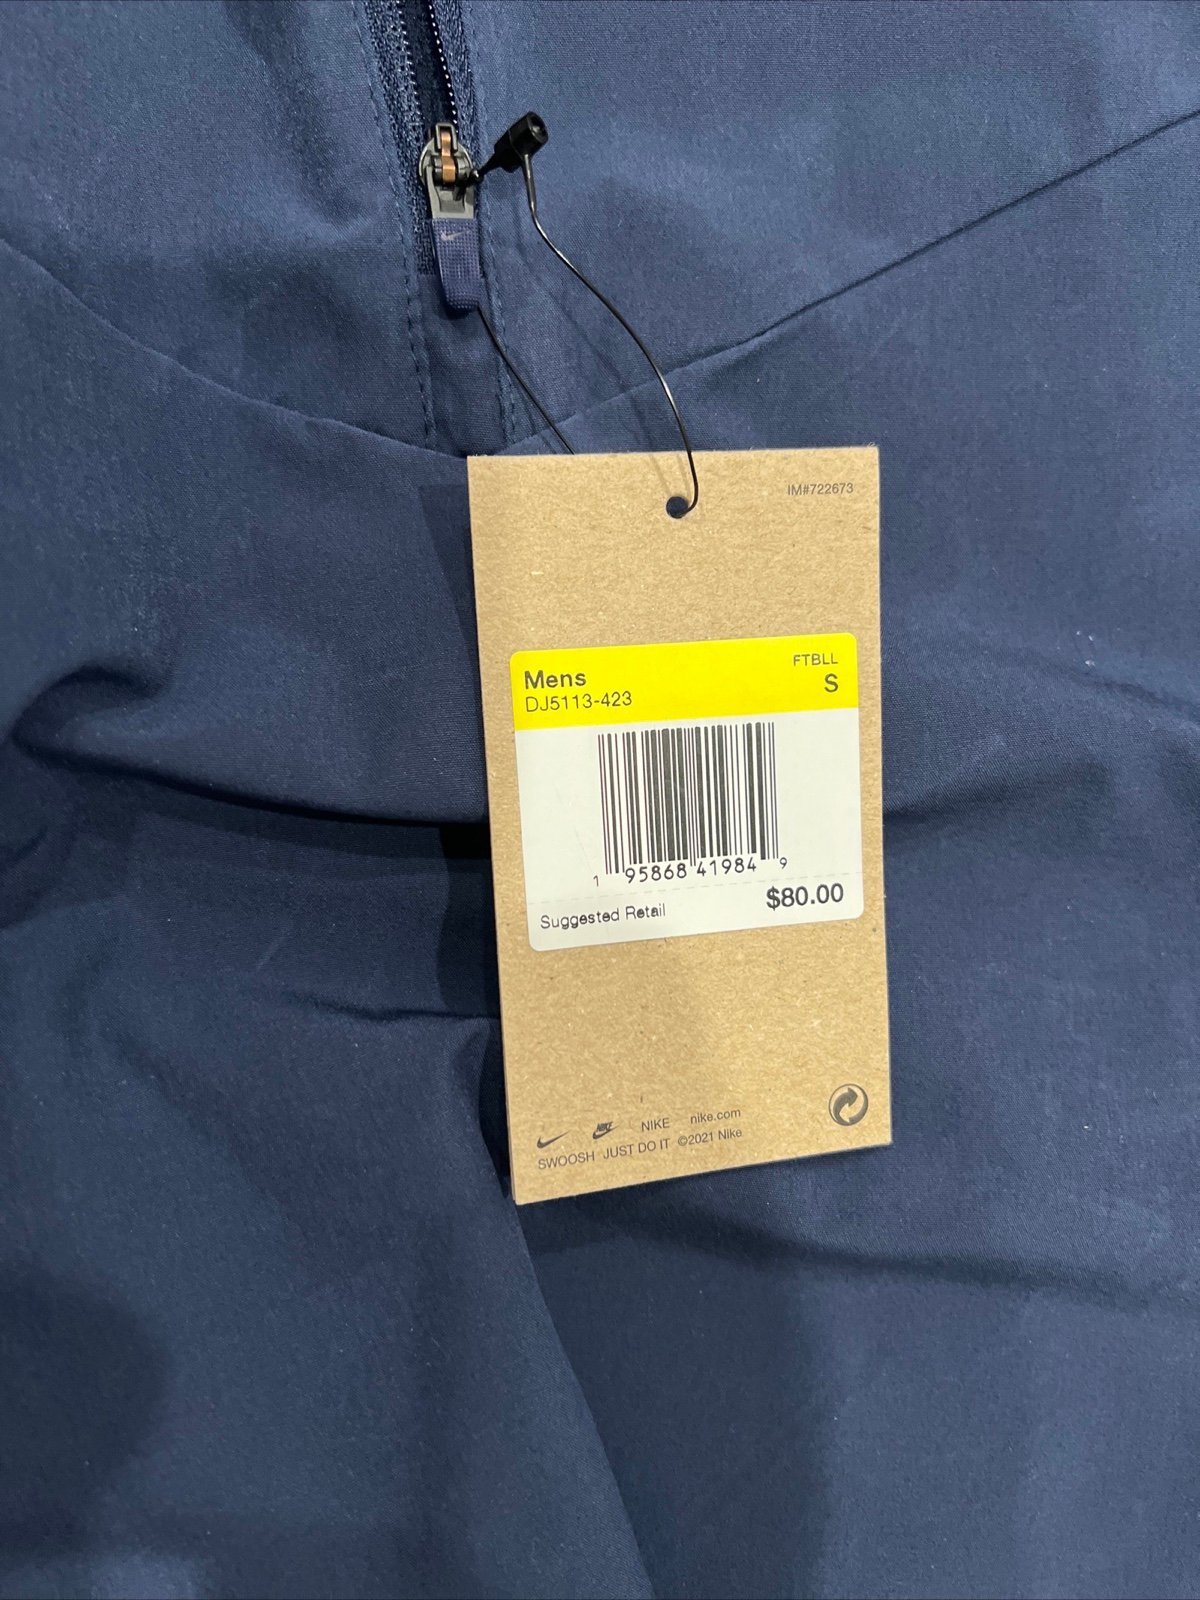 IM#722673
FTBLL
Mens S
DJ5113-423
1 95868 41984 9
Suggested Retail $80.00
NIKE NIKE nike.com
SWOOSH JUST DO IT ©2021 Nike